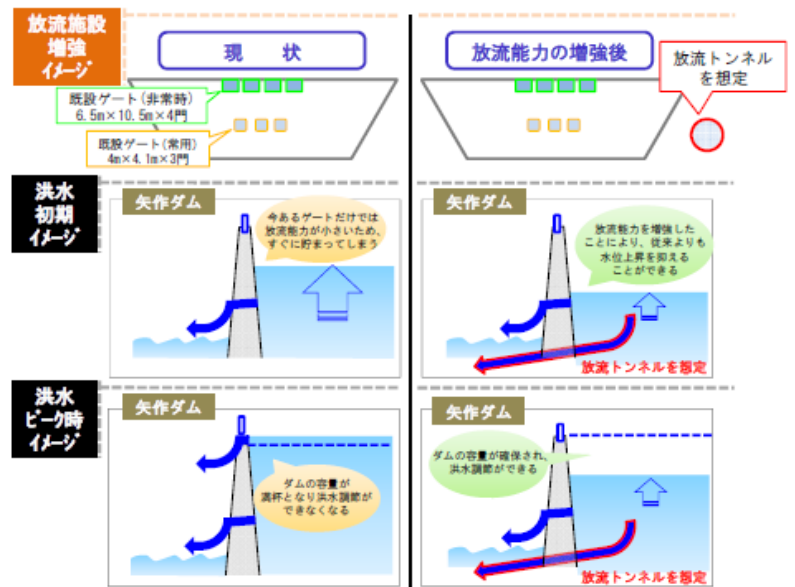 放流施設
増強
イメージ
現 状
放流能力の増強後
放流トンネル
を想定
既設ゲート(非常時)
6.5m×10.5m×4門
既設ゲート(常用)
4m×4.1m×3門
洪水
初期
イメージ
矢作ダム
今あるゲートだけでは
放流能力が小さいため、
すぐに貯まってしまう
矢作ダム
放流能力を増強した
ことにより、従来よりも
水位上昇を抑える
ことができる
放流トンネルを想定
洪水
ピーク時
イメージ
矢作ダム
ダムの容量が
満杯となり洪水調節が
できなくなる
矢作ダム
ダムの容量が確保され、
洪水調節ができる
放流トンネルを想定